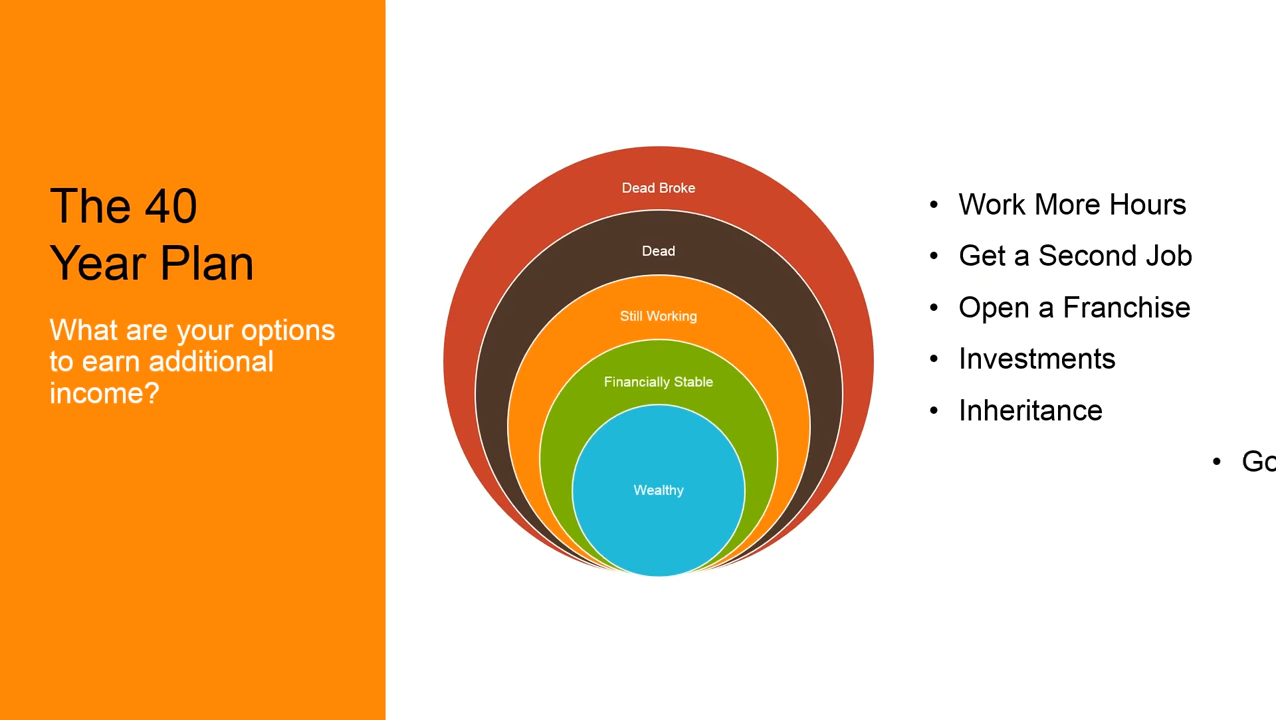 The 40
Year Plan
What are your options
to earn additional
income?
Dead Broke
Dead
Still Working
Financially Stable
Wealthy
• Work More Hours
• Get a Second Job
• Open a Franchise
• Investments
• Inheritance
•